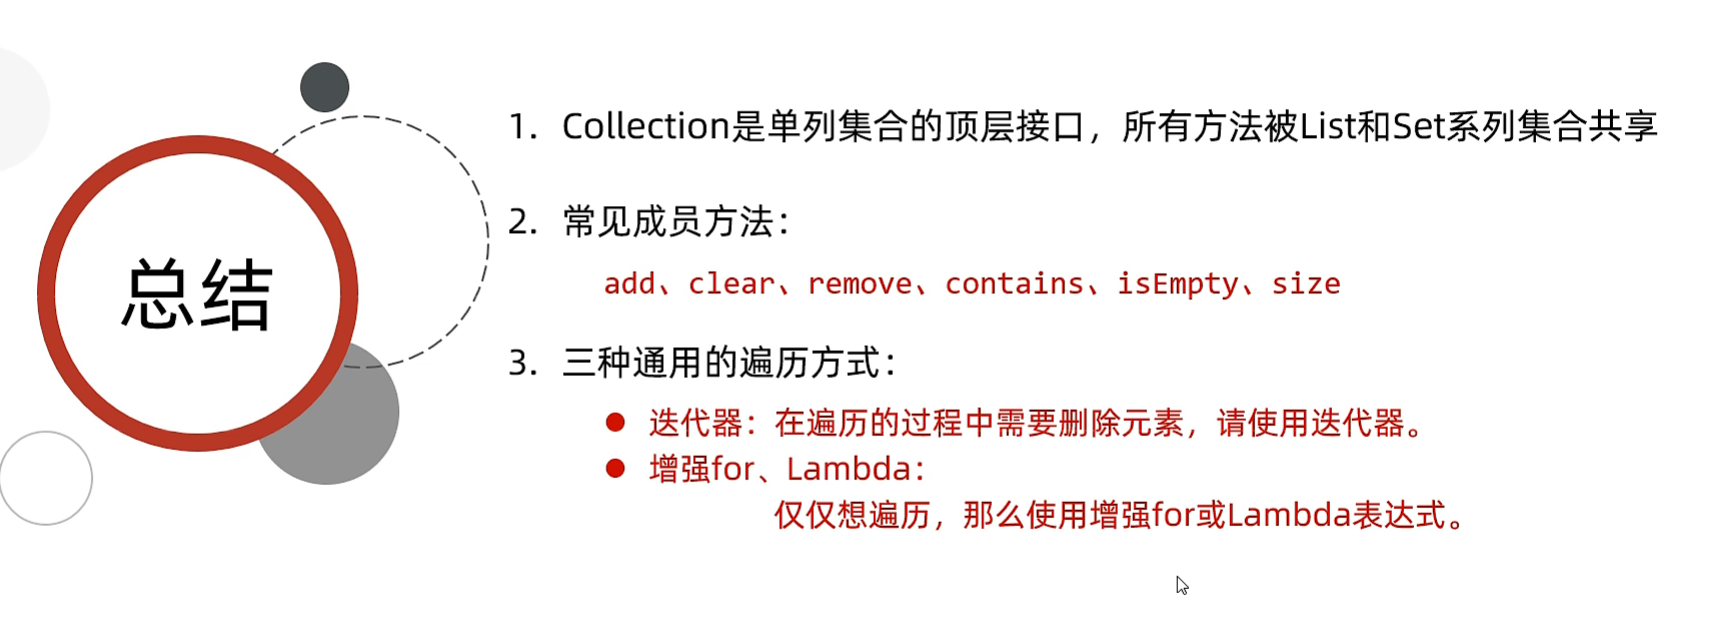 总结
1. Collection是单列集合的顶层接口，所有方法被List和Set系列集合共享
2. 常见成员方法：
add、clear、remove、contains、isEmpty、size
3. 三种通用的遍历方式：
● 迭代器：在遍历的过程中需要删除元素，请使用迭代器。
● 增强for、Lambda：
仅仅想遍历，那么使用增强for或Lambda表达式。